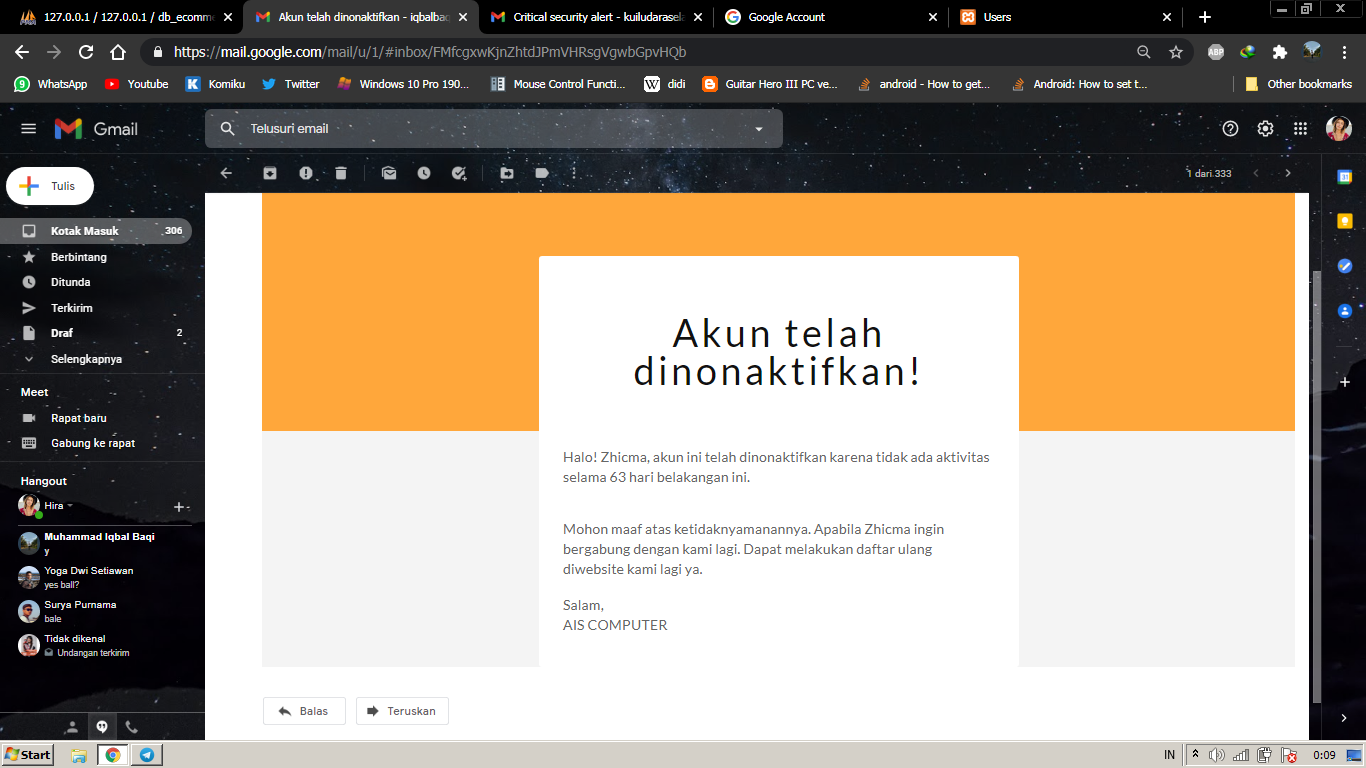 127.0.0.1 / 127.0.0.1 / db_ecomme
Akun telah dinonaktifkan - iqbalbaq
Critical security alert - kuiludarasela
Google Account
Users
https://mail.google.com/mail/u/1/#inbox/FMfcgxwKjnZhtdJPmVHRsgVgwbGpvHQb
ABP
WhatsApp
Youtube
Komiku
Twitter
Windows 10 Pro 190...
Mouse Control Functi...
didi
Guitar Hero III PC ve...
android - How to get...
Android: How to set t...
Other bookmarks
Gmail
Telusuri email
Tulis
1 dari 333
Kotak Masuk 306
Berbintang
Ditunda
Terkirim
Draf 2
Selengkapnya
Meet
Rapat baru
Gabung ke rapat
Hangout
Hira
Muhammad Iqbal Baqi
y
Yoga Dwi Setiawan
yes ball?
Surya Purnama
bale
Tidak dikenal
Undangan terkirim
Akun telah
dinonaktifkan!
Halo! Zhicma, akun ini telah dinonaktifkan karena tidak ada aktivitas
selama 63 hari belakangan ini.
Mohon maaf atas ketidaknyamanannya. Apabila Zhicma ingin
bergabung dengan kami lagi. Dapat melakukan daftar ulang
diwebsite kami lagi ya.
Salam,
AIS COMPUTER
Balas
Teruskan
Start
IN
0:09